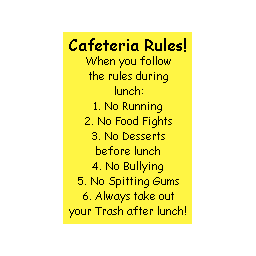 Cafeteria Rules!
When you follow
the rules during
lunch:
1. No Running
2. No Food Fights
3. No Desserts
before lunch
4. No Bullying
5. No Spitting Gums
6. Always take out
your Trash after lunch!